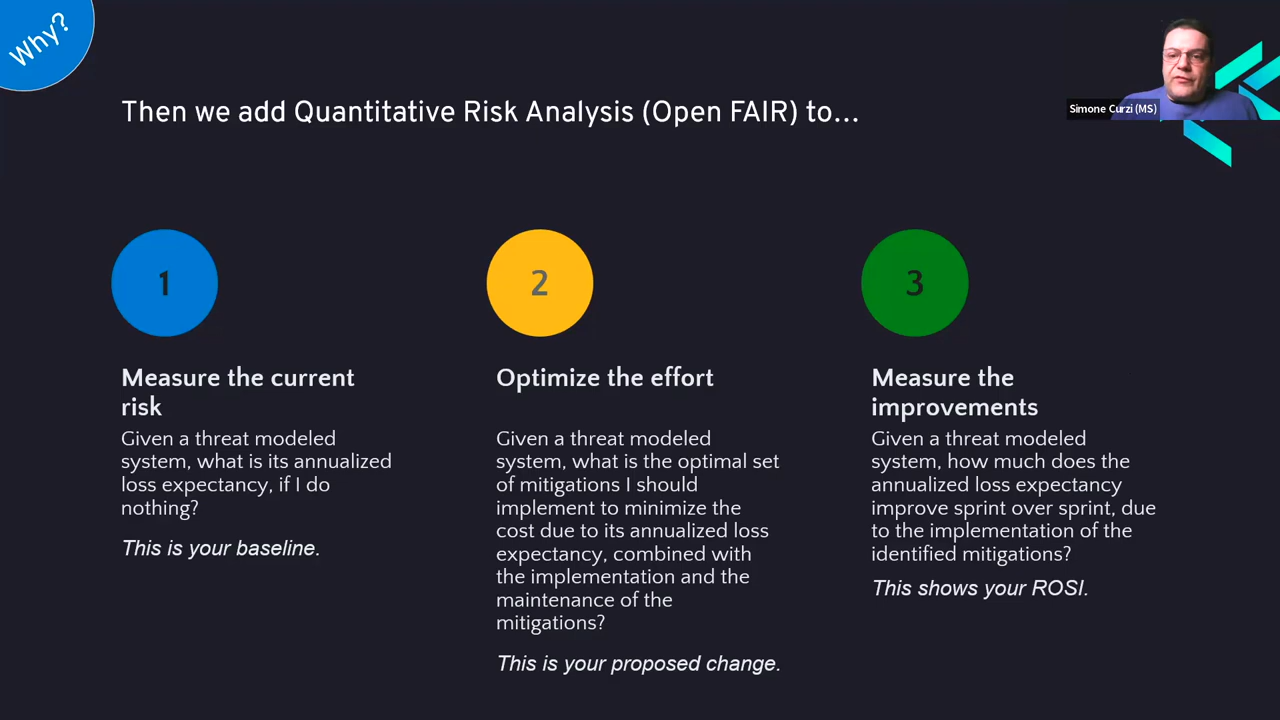 Why?
Simone Curzi (MS)
Then we add Quantitative Risk Analysis (Open FAIR) to...
1
Measure the current
risk
Given a threat modeled
system, what is its annualized
loss expectancy, if I do
nothing?
This is your baseline.
2
Optimize the effort
Given a threat modeled
system, what is the optimal set
of mitigations I should
implement to minimize the
cost due to its annualized loss
expectancy, combined with
the implementation and the
maintenance of the
mitigations?
This is your proposed change.
3
Measure the
improvements
Given a threat modeled
system, how much does the
annualized loss expectancy
improve sprint over sprint, due
to the implementation of the
identified mitigations?
This shows your ROSI.